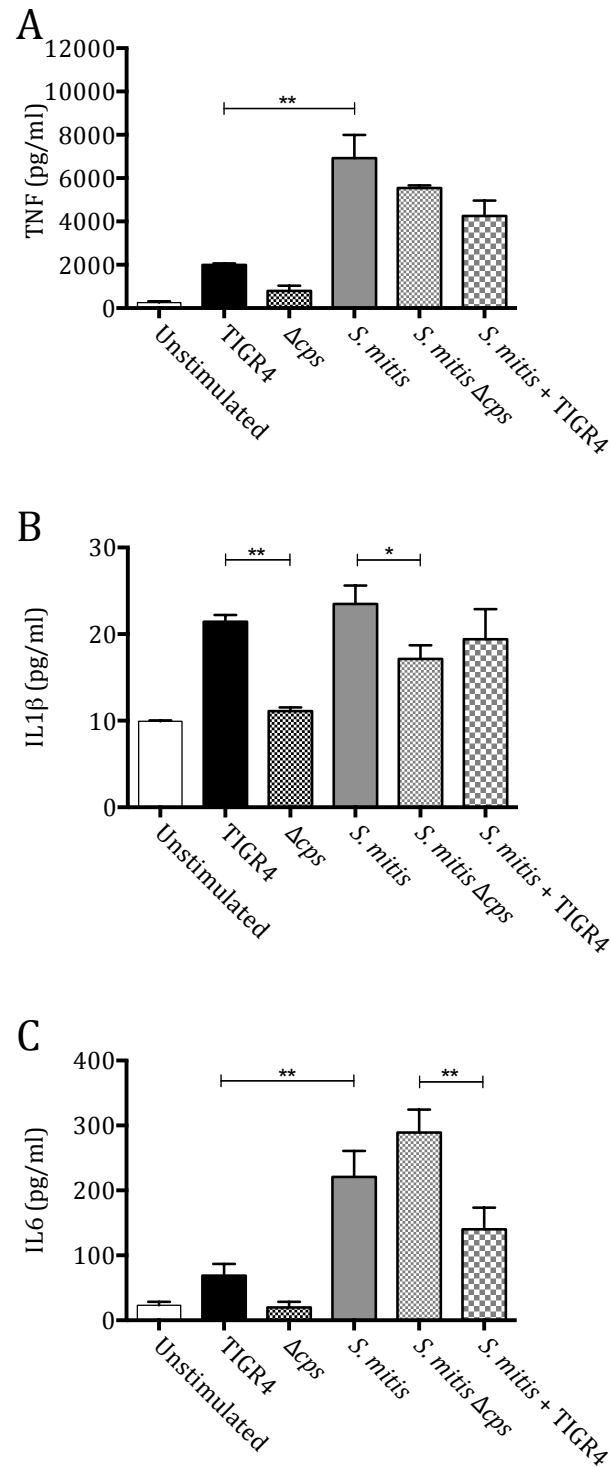 A
TNF (pg/ml)
12000
10000
8000
6000
4000
2000
0
**
Unstimulated
TIGR4
Δcps
S. mitis
S. mitis Δcps
S. mitis + TIGR4
B
IL1β (pg/ml)
30
20
10
0
**
*
Unstimulated
TIGR4
Δcps
S. mitis
S. mitis Δcps
S. mitis + TIGR4
C
IL6 (pg/ml)
400
300
200
100
0
**
**
Unstimulated
TIGR4
Δcps
S. mitis
S. mitis Δcps
S. mitis + TIGR4